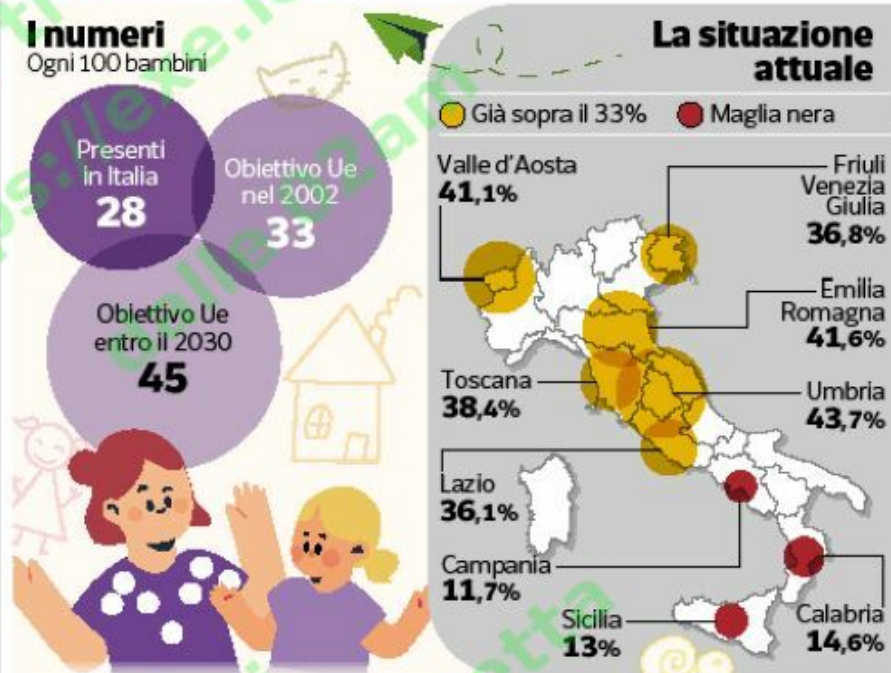 I numeri
Ogni 100 bambini
Presenti
in Italia
28
Obiettivo Ue
nel 2002
33
Obiettivo Ue
entro il 2030
45
La situazione
attuale
Già sopra il 33%
Maglia nera
Valle d'Aosta
41,1%
Friuli
Venezia
Giulia
36,8%
Emilia
Romagna
41,6%
Toscana
38,4%
Umbria
43,7%
Lazio
36,1%
Campania
11,7%
Sicilia
13%
Calabria
14,6%